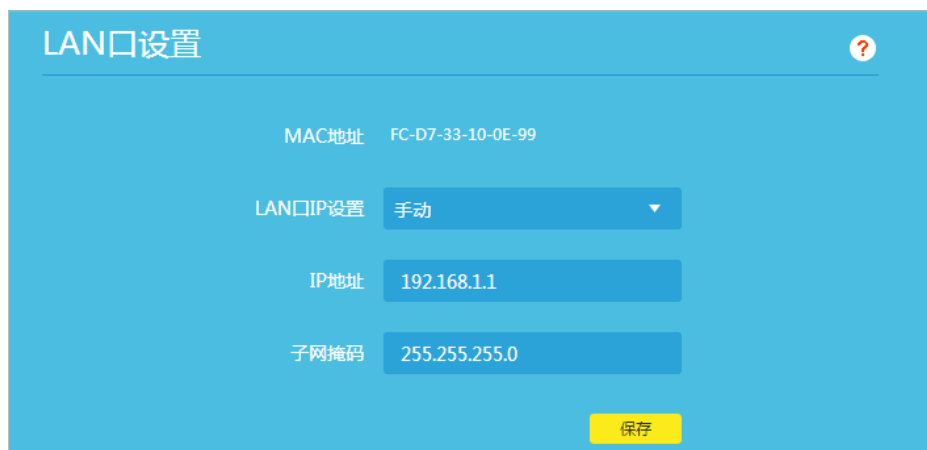 LAN口设置
?
MAC地址 FC-D7-33-10-0E-99
LAN口IP设置 手动
IP地址 192.168.1.1
子网掩码 255.255.255.0
保存